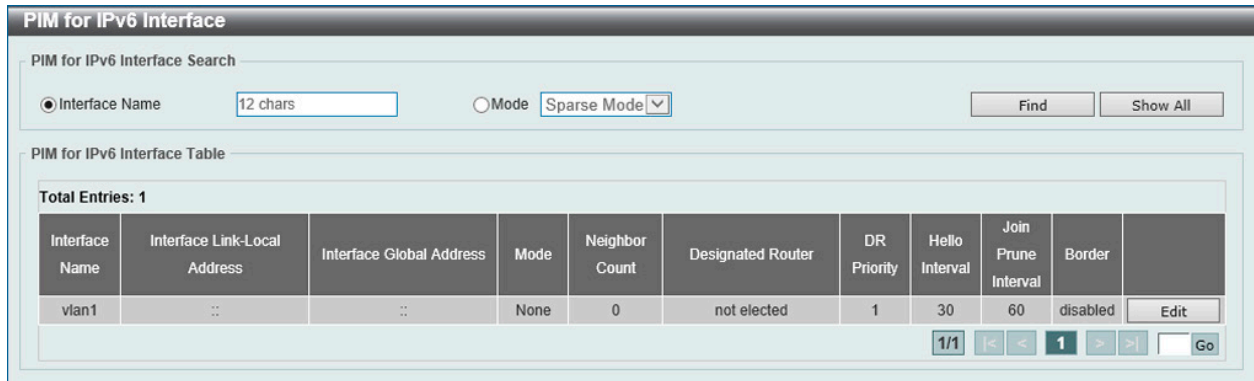 PIM for IPv6 Interface
PIM for IPv6 Interface Search
Interface Name 12 chars Mode Sparse Mode Find Show All
PIM for IPv6 Interface Table
Total Entries: 1
Interface Name Interface Link-Local Address Interface Global Address Mode Neighbor Count Designated Router DR Priority Hello Interval Join Prune Interval Border
vlan1 :: :: None 0 not elected 1 30 60 disabled Edit
1/1 |< < 1 > >| Go